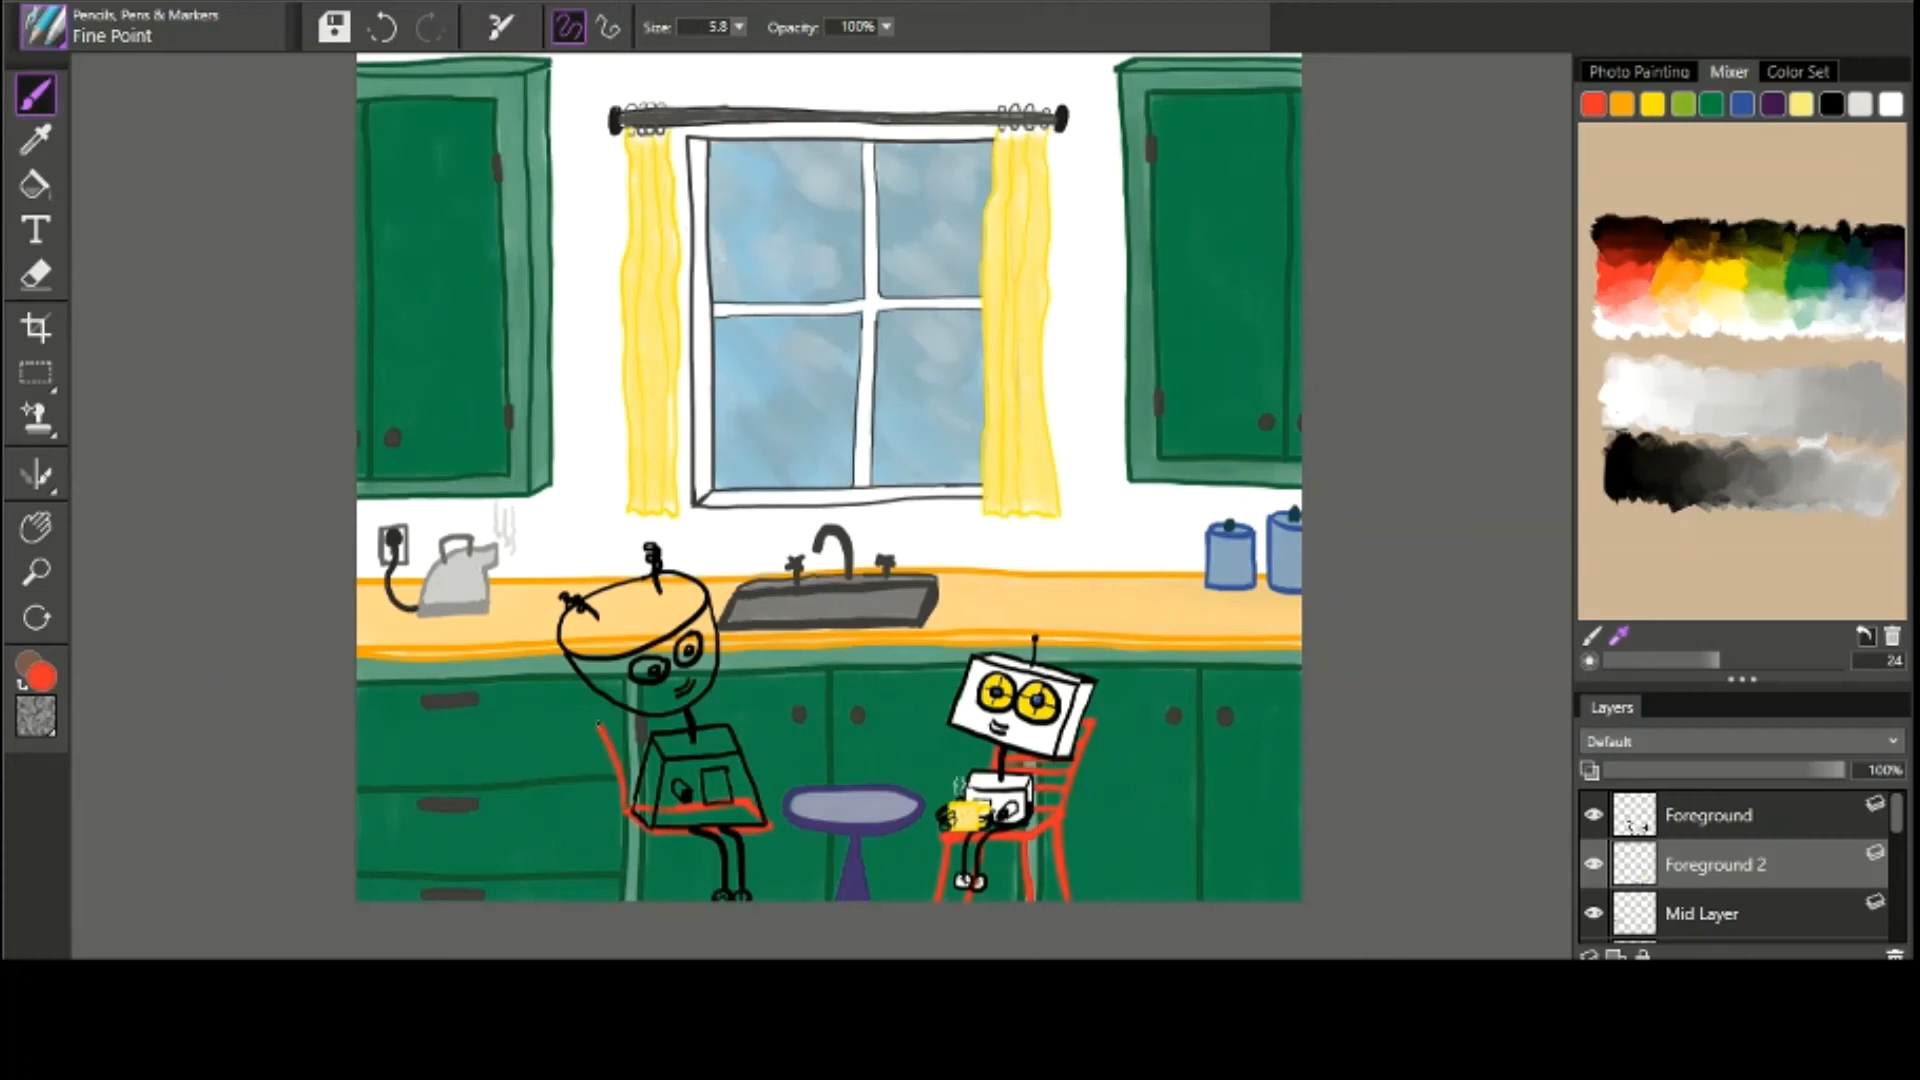 Pencils, Pens & Markers
Fine Point
Size: 5.8
Opacity: 100%
Photo Painting Mixer Color Set
T
24
Layers
Default
100%
Foreground
Foreground 2
Mid Layer